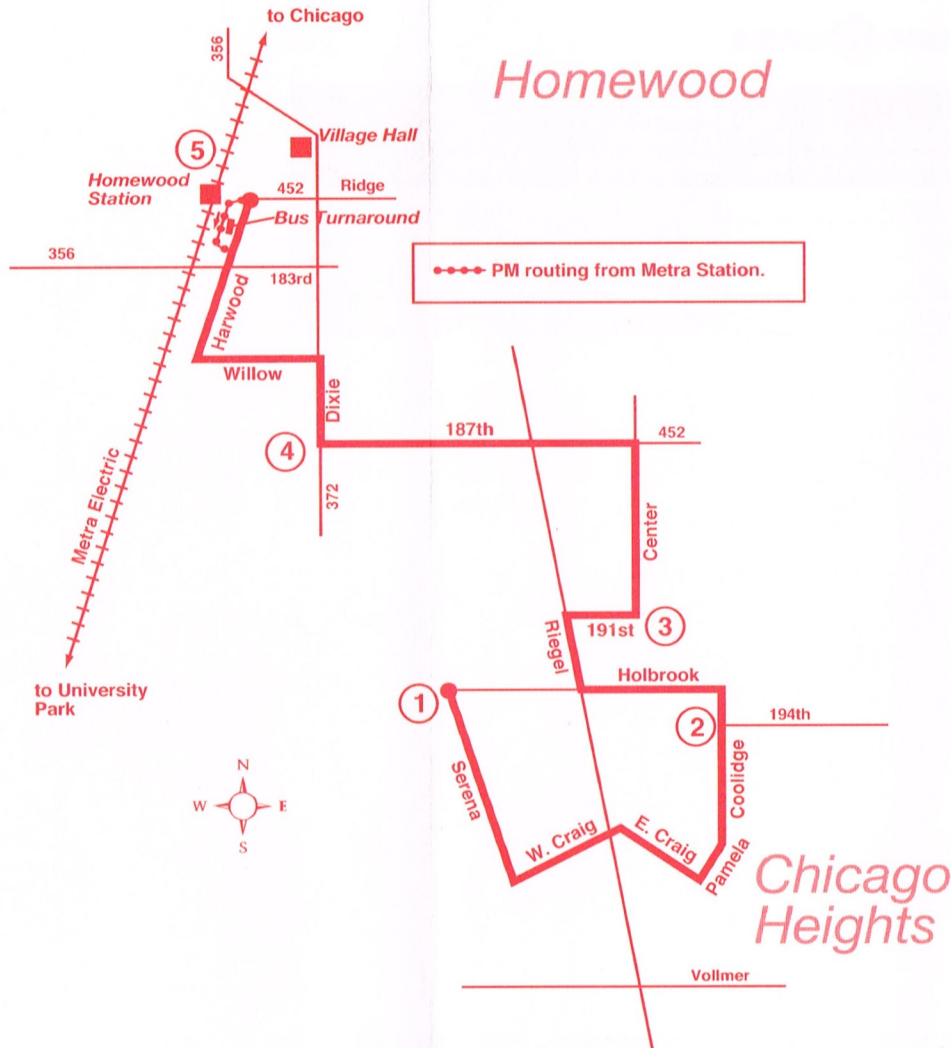 to Chicago
356
Homewood
Village Hall
5
Homewood
Station
452
Ridge
Bus Turnaround
356
183rd
PM routing from Metra Station.
Harwood
Willow
Dixie
187th
452
4
372
Metra Electric
Center
191st
3
Riegel
Holbrook
to University
Park
1
2
194th
Serena
Coolidge
N
W
E
S
W. Craig
E. Craig
Pamela
Chicago
Heights
Vollmer